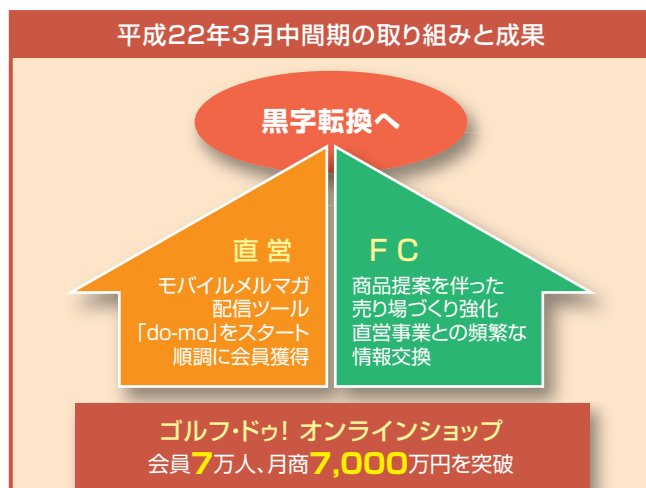 平成22年3月中間期の取り組みと成果
黒字転換へ
直営
モバイルメルマガ
配信ツール
「do-mo」をスタート
順調に会員獲得
FC
商品提案を伴った
売り場づくり強化
直営事業との頻繁な
情報交換
ゴルフ・ドゥ! オンラインショップ
会員7万人、月商7,000万円を突破